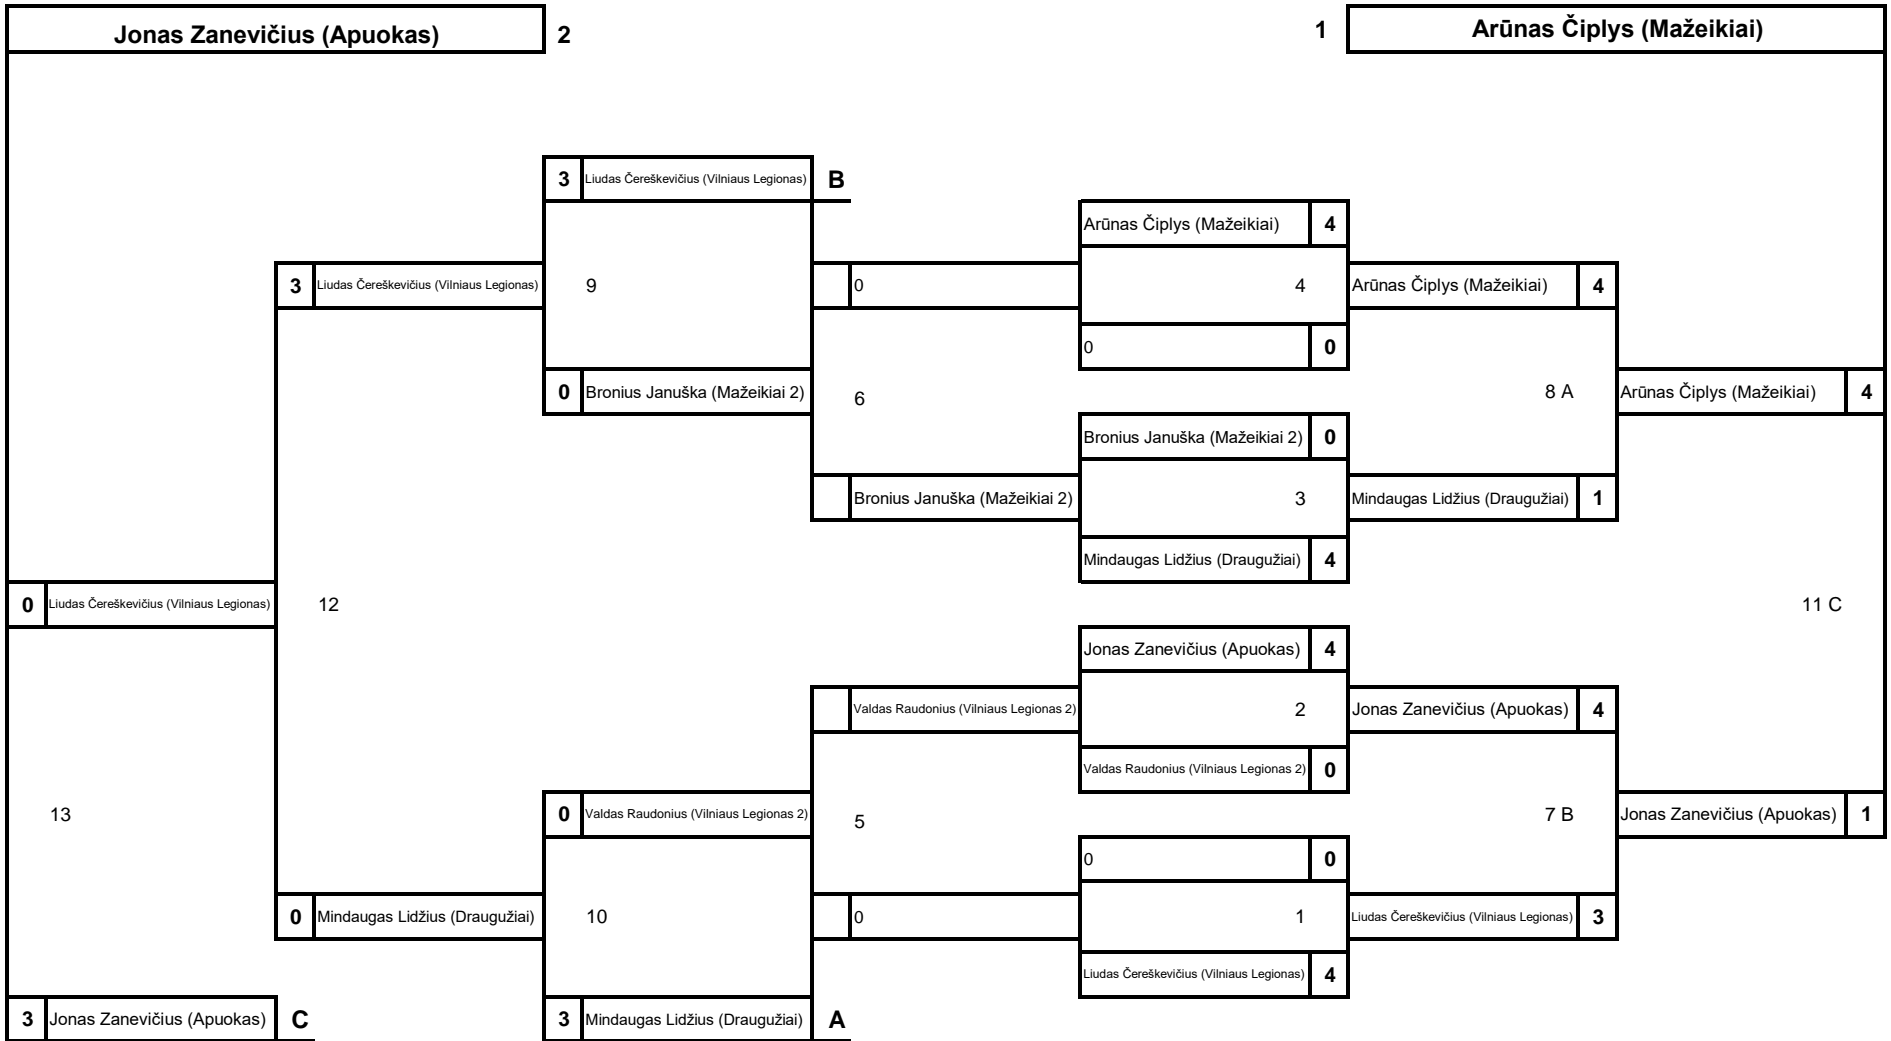 Jonas Zanevičius (Apuokas) 2 1 Arūnas Čiplys (Mažeikiai)
3 Liudas Čereškevičius (Vilniaus Legionas) B
Arūnas Čiplys (Mažeikiai) 4
3 Liudas Čereškevičius (Vilniaus Legionas) 9 0 4 Arūnas Čiplys (Mažeikiai) 4
0 0
0 Bronius Januška (Mažeikiai 2) 6 8 A Arūnas Čiplys (Mažeikiai) 4
Bronius Januška (Mažeikiai 2) 0
Bronius Januška (Mažeikiai 2) 3 Mindaugas Lidžius (Draugužiai) 1
Mindaugas Lidžius (Draugužiai) 4
0 Liudas Čereškevičius (Vilniaus Legionas) 12 11 C
Jonas Zanevičius (Apuokas) 4
Valdas Raudonius (Vilniaus Legionas 2) 2 Jonas Zanevičius (Apuokas) 4
Valdas Raudonius (Vilniaus Legionas 2) 0
13 0 Valdas Raudonius (Vilniaus Legionas 2) 5 7 B Jonas Zanevičius (Apuokas) 1
0 0
0 Mindaugas Lidžius (Draugužiai) 10 0 1 Liudas Čereškevičius (Vilniaus Legionas) 3
Liudas Čereškevičius (Vilniaus Legionas) 4
3 Jonas Zanevičius (Apuokas) C 3 Mindaugas Lidžius (Draugužiai) A